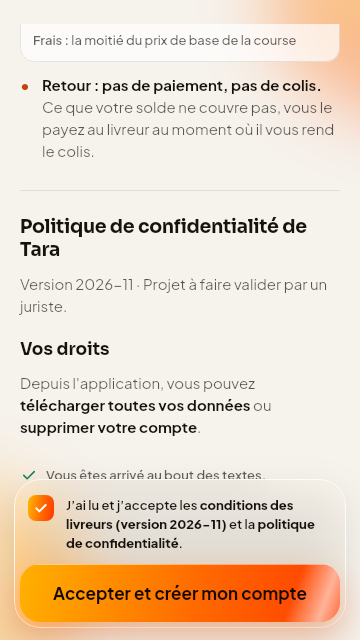 Frais : la moitié du prix de base de la course
Retour : pas de paiement, pas de colis.
Ce que votre solde ne couvre pas, vous le
payez au livreur au moment où il vous rend
le colis.
Politique de confidentialité de
Tara
Version 2026-11 · Projet à faire valider par un
juriste.
Vos droits
Depuis l'application, vous pouvez
télécharger toutes vos données ou
supprimer votre compte.
Vous êtes arrivé au bout des textes.
J'ai lu et j'accepte les conditions des
livreurs (version 2026-11) et la politique
de confidentialité.
Accepter et créer mon compte